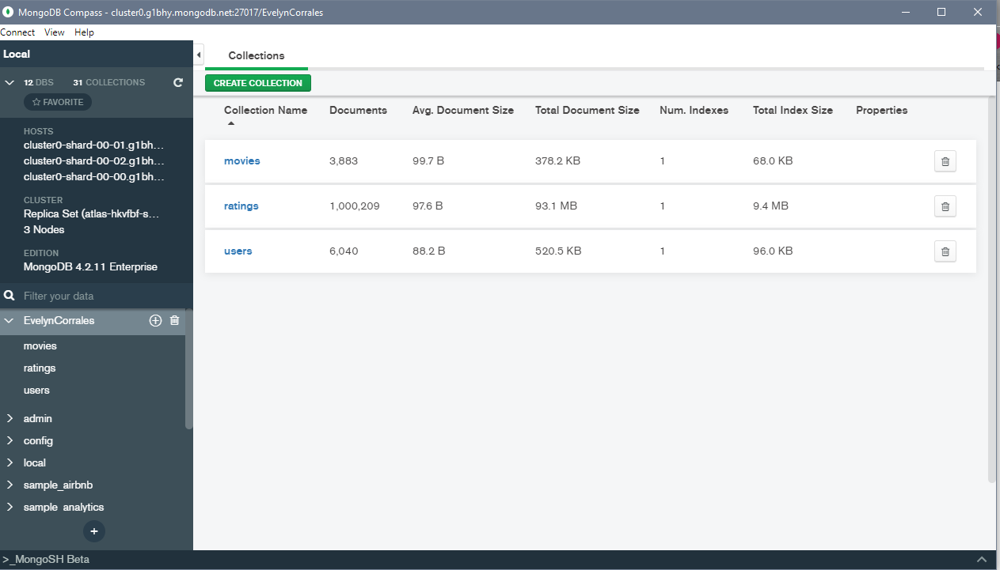 MongoDB Compass - cluster0.g1bhy.mongodb.net:27017/EvelynCorrales
Connect View Help
Local
12 DBS 31 COLLECTIONS
FAVORITE
HOSTS
cluster0-shard-00-01.g1bh...
cluster0-shard-00-02.g1bh...
cluster0-shard-00-00.g1bh...
CLUSTER
Replica Set (atlas-hkvfbf-s...
3 Nodes
EDITION
MongoDB 4.2.11 Enterprise
Filter your data
EvelynCorrales
movies
ratings
users
admin
config
local
sample_airbnb
sample_analytics
+
Collections
CREATE COLLECTION
Collection Name Documents Avg. Document Size Total Document Size Num. Indexes Total Index Size Properties
movies 3,883 99.7 B 378.2 KB 1 68.0 KB
ratings 1,000,209 97.6 B 93.1 MB 1 9.4 MB
users 6,040 88.2 B 520.5 KB 1 96.0 KB
>_MongoSH Beta